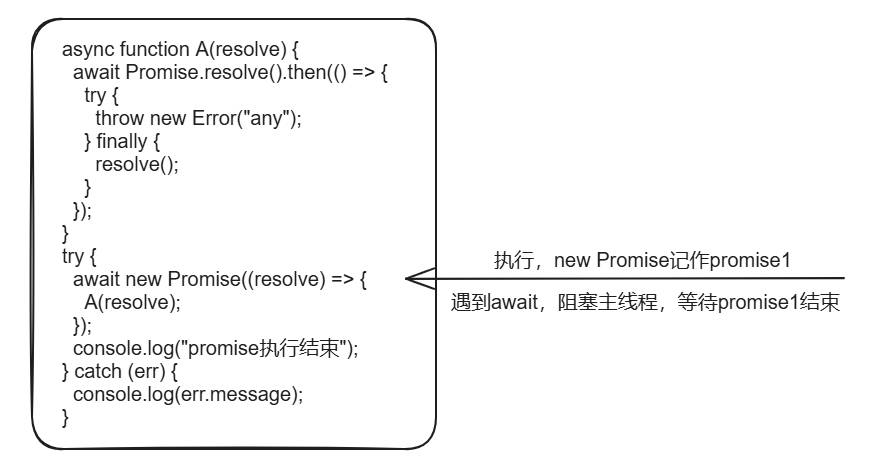 async function A(resolve) {
  await Promise.resolve().then(() => {
    try {
      throw new Error("any");
    } finally {
      resolve();
    }
  });
}
try {
  await new Promise((resolve) => {
    A(resolve);
  });
  console.log("promise执行结束");
} catch (err) {
  console.log(err.message);
}
执行，new Promise记作promise1
遇到await，阻塞主线程，等待promise1结束